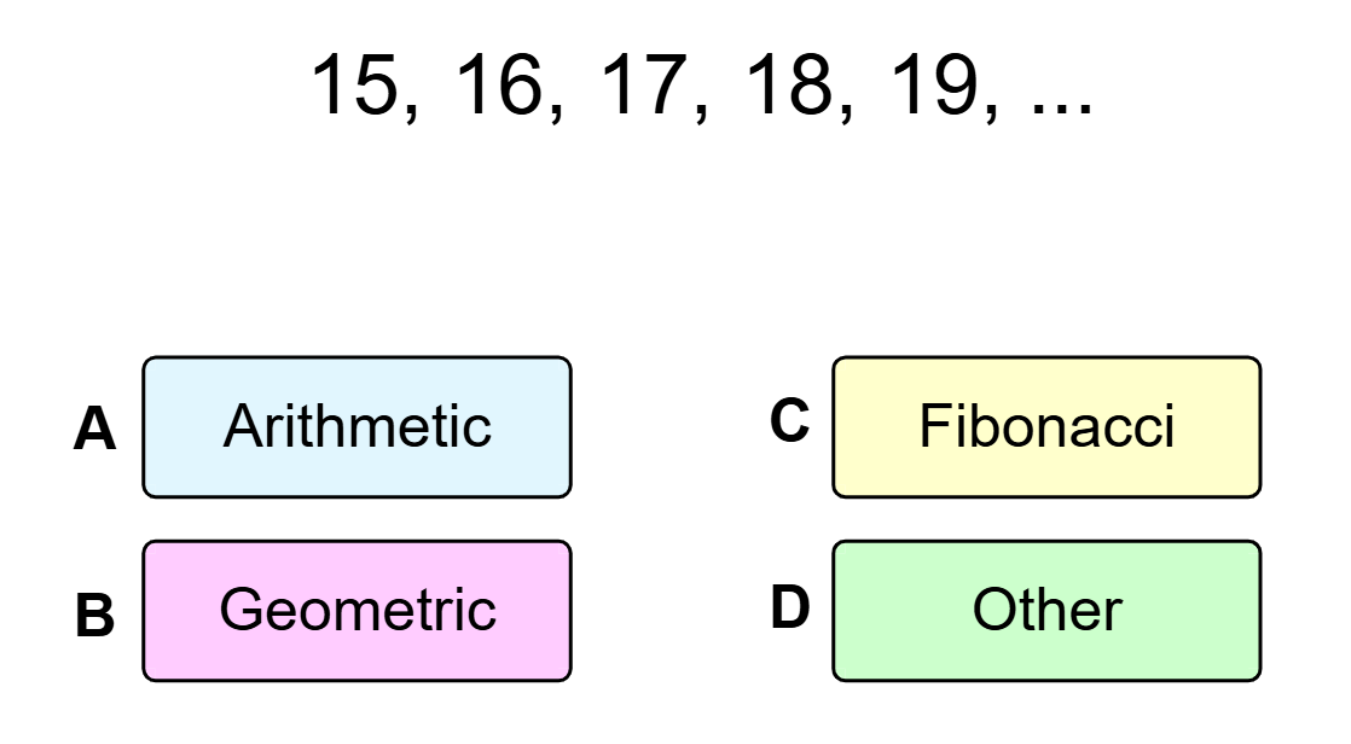 15, 16, 17, 18, 19, ...
A Arithmetic
B Geometric
C Fibonacci
D Other